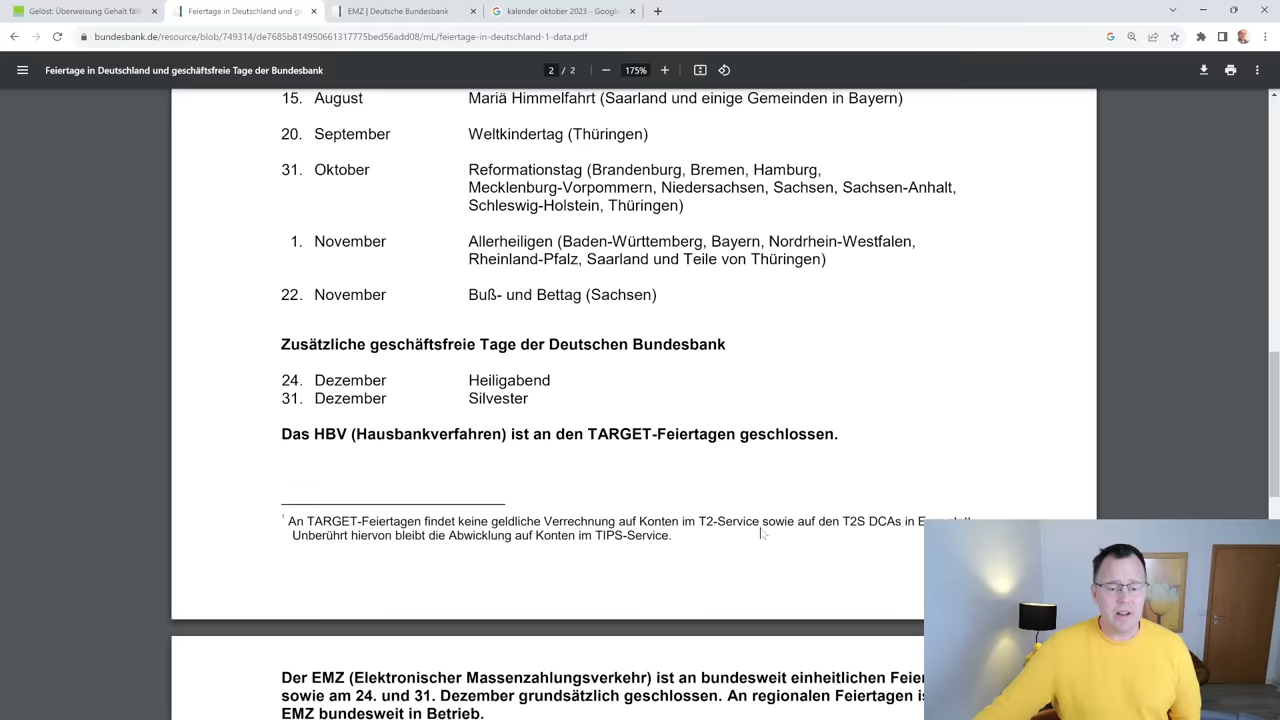 Gelöst: Überweisung Gehalt fäll
Feiertage in Deutschland und ge
EMZ | Deutsche Bundesbank
kalender oktober 2023 - Google
bundesbank.de/resource/blob/749314/de7685b814950661317775bed56add08/mL/feiertage-in-deutschland-1-data.pdf
Feiertage in Deutschland und geschäftsfreie Tage der Bundesbank
2 / 2
175%
15. August Mariä Himmelfahrt (Saarland und einige Gemeinden in Bayern)
20. September Weltkindertag (Thüringen)
31. Oktober Reformationstag (Brandenburg, Bremen, Hamburg,
Mecklenburg-Vorpommern, Niedersachsen, Sachsen, Sachsen-Anhalt,
Schleswig-Holstein, Thüringen)
1. November Allerheiligen (Baden-Württemberg, Bayern, Nordrhein-Westfalen,
Rheinland-Pfalz, Saarland und Teile von Thüringen)
22. November Buß- und Bettag (Sachsen)
Zusätzliche geschäftsfreie Tage der Deutschen Bundesbank
24. Dezember Heiligabend
31. Dezember Silvester
Das HBV (Hausbankverfahren) ist an den TARGET-Feiertagen geschlossen.
1 An TARGET-Feiertagen findet keine geldliche Verrechnung auf Konten im T2-Service sowie auf den T2S DCAs in
Unberührt hiervon bleibt die Abwicklung auf Konten im TIPS-Service.
Der EMZ (Elektronischer Massenzahlungsverkehr) ist an bundesweit einheitlichen Feier
sowie am 24. und 31. Dezember grundsätzlich geschlossen. An regionalen Feiertagen is
EMZ bundesweit in Betrieb.